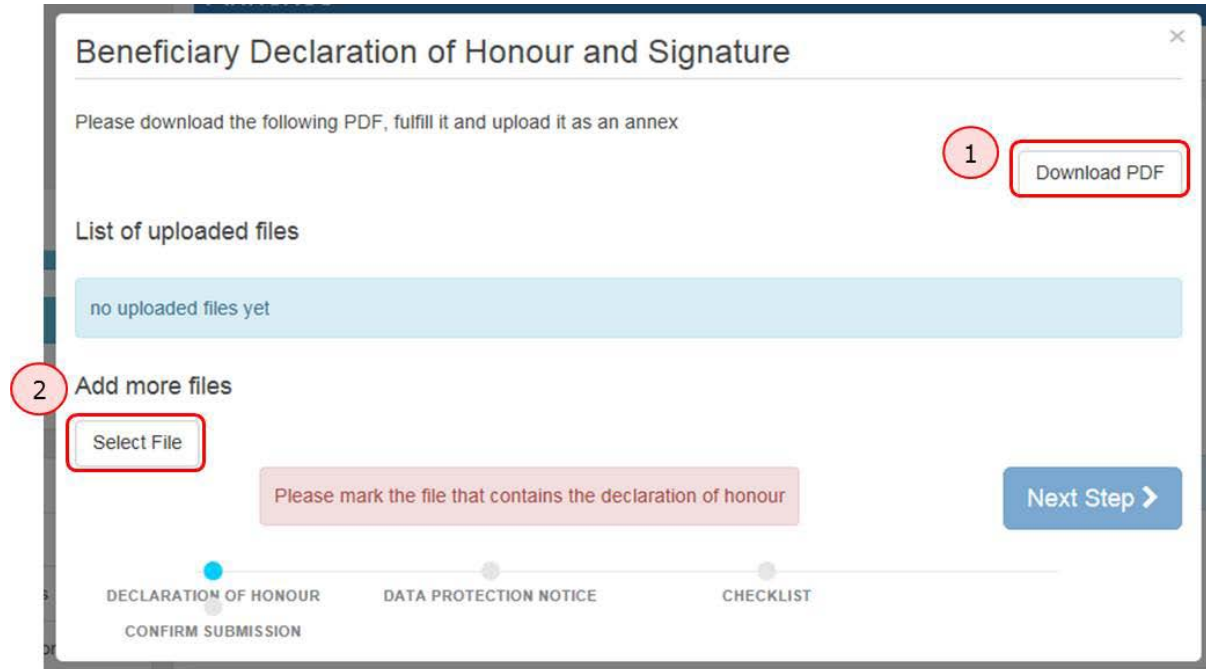 Beneficiary Declaration of Honour and Signature
×
Please download the following PDF, fulfill it and upload it as an annex
1
Download PDF
List of uploaded files
no uploaded files yet
2
Add more files
Select File
Please mark the file that contains the declaration of honour
Next Step
DECLARATION OF HONOUR
DATA PROTECTION NOTICE
CHECKLIST
CONFIRM SUBMISSION